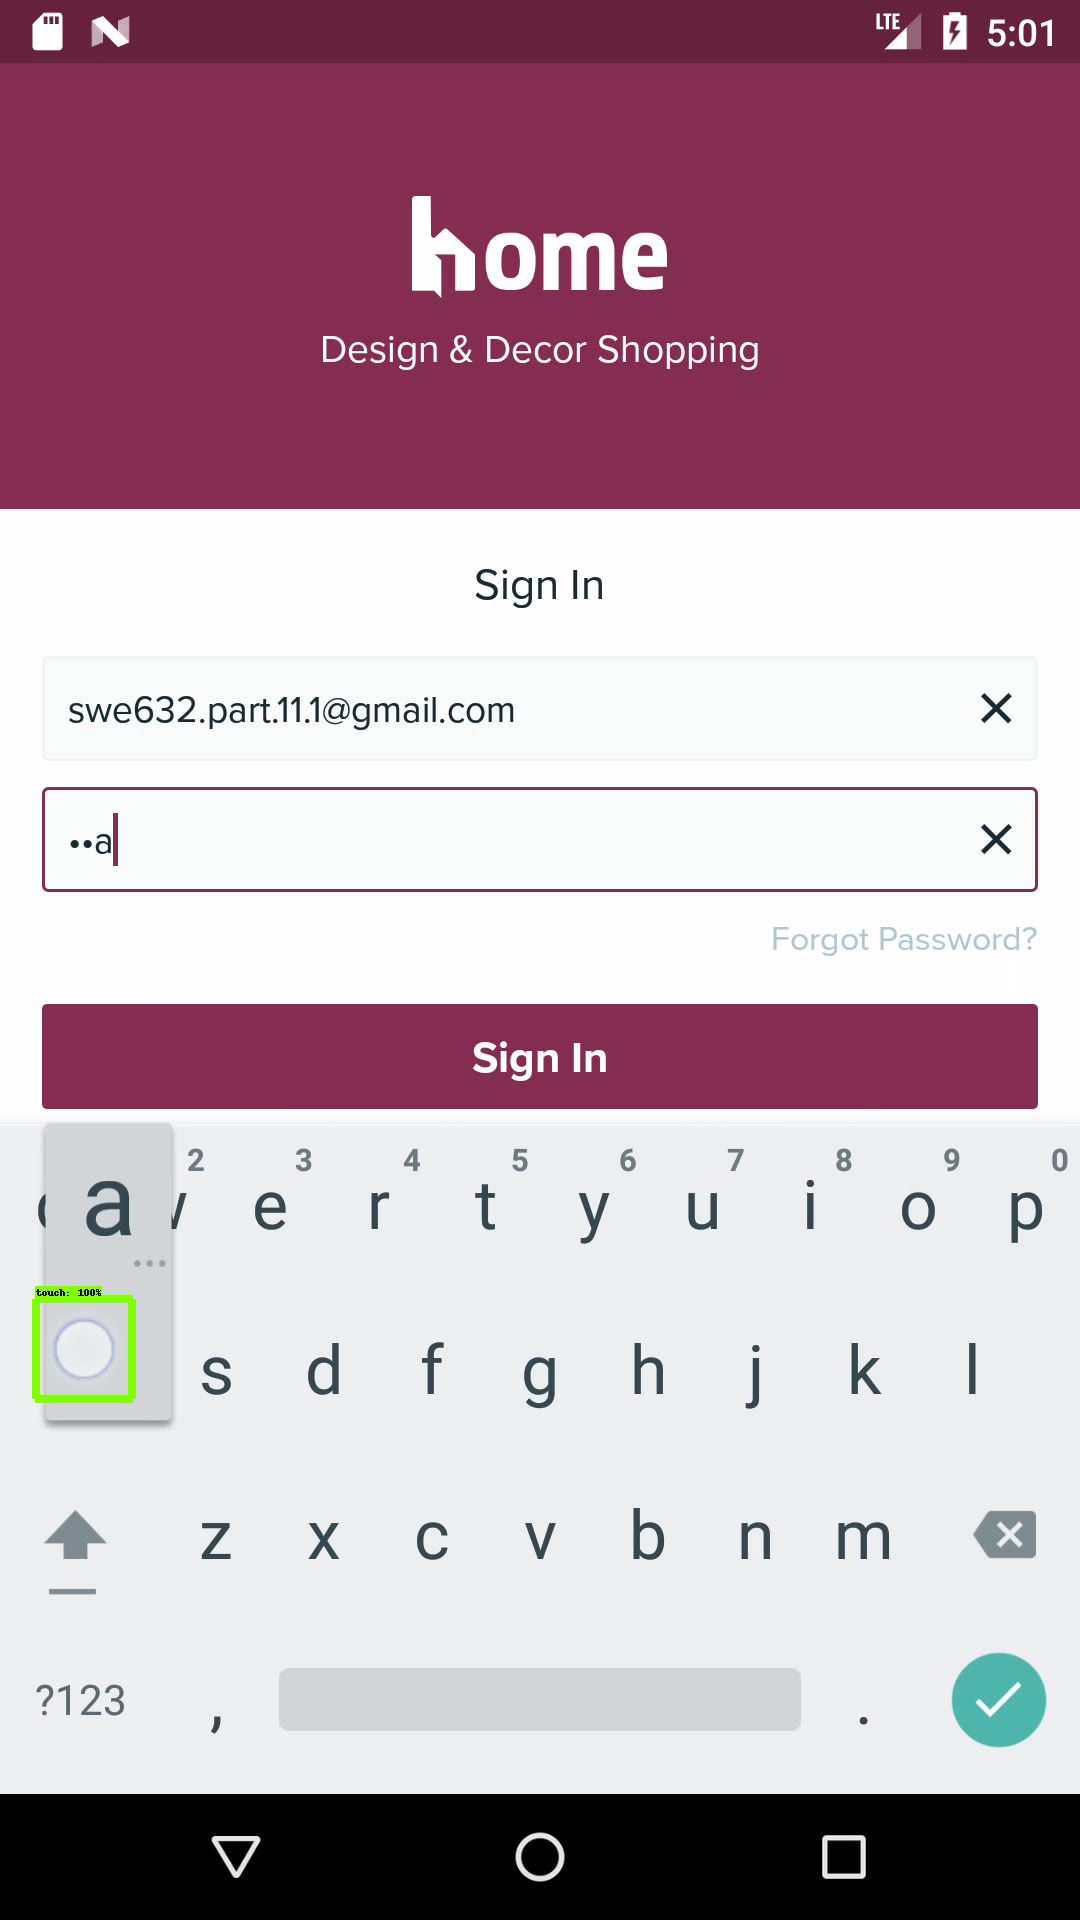 LTE 5:01
home
Design & Decor Shopping
Sign In
swe632.part.11.1@gmail.com
••a
Forgot Password?
Sign In
2 3 4 5 6 7 8 9 0
a e r t y u i o p
touch: 100%
s d f g h j k l
z x c v b n m
?123 , .